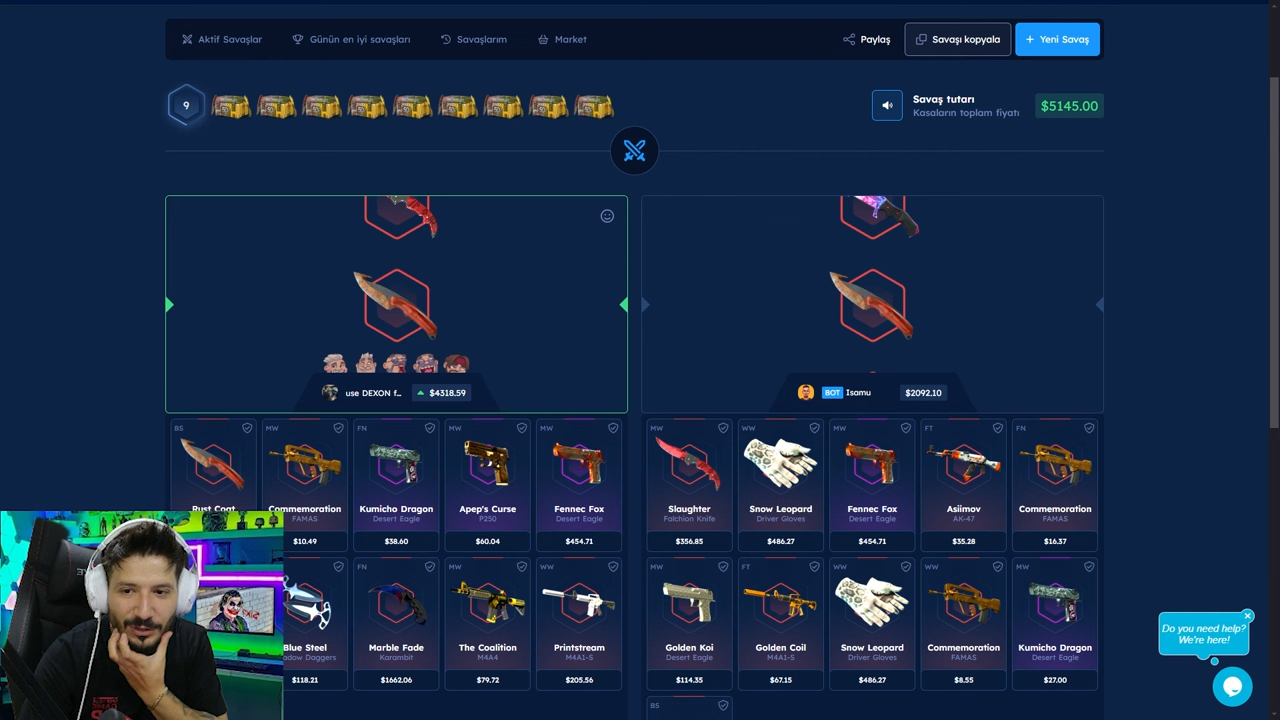 Aktif Savaşlar
Günün en iyi savaşları
Savaşlarım
Market
Paylaş
Savaşı kopyala
+ Yeni Savaş
9
Savaş tutarı
Kasaların toplam fiyatı
$5145.00
use DEXON f...
$4318.59
BOT Isamu
$2092.10
BS
Rust Coat
MW
Commemoration
FAMAS
$10.49
FN
Kumicho Dragon
Desert Eagle
$38.60
MW
Apep's Curse
P250
$60.04
MW
Fennec Fox
Desert Eagle
$454.71
MW
Slaughter
Falchion Knife
$356.85
WW
Snow Leopard
Driver Gloves
$486.27
MW
Fennec Fox
Desert Eagle
$454.71
FT
Asiimov
AK-47
$35.28
FN
Commemoration
FAMAS
$16.37
Blue Steel
adow Daggers
$118.21
FN
Marble Fade
Karambit
$1662.06
MW
The Coalition
M4A4
$79.72
WW
Printstream
M4A1-S
$205.56
MW
Golden Koi
Desert Eagle
$114.35
FT
Golden Coil
M4A1-S
$67.15
WW
Snow Leopard
Driver Gloves
$486.27
WW
Commemoration
FAMAS
$8.55
MW
Kumicho Dragon
Desert Eagle
$27.00
BS
Do you need help?
We're here!